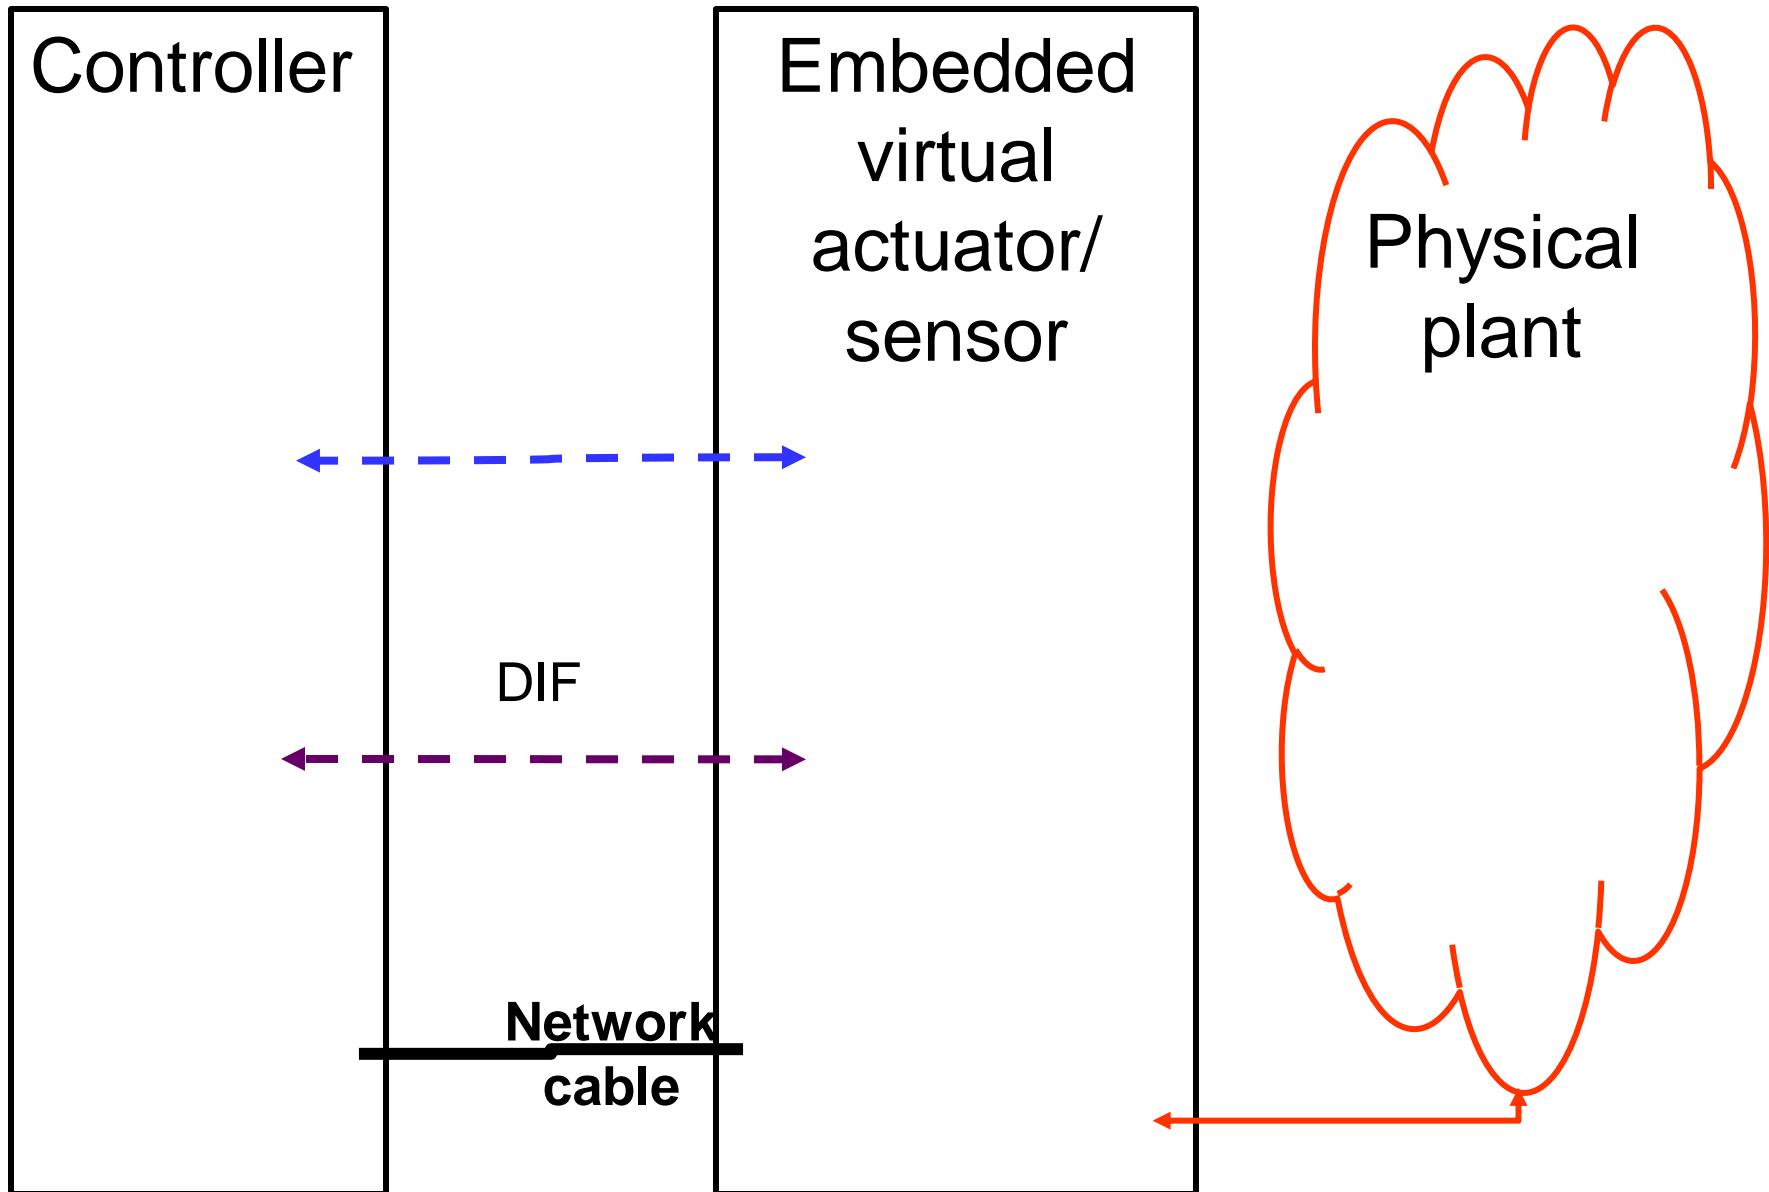 Controller
Embedded
virtual
actuator/
sensor
Physical
plant
DIF
Network
cable